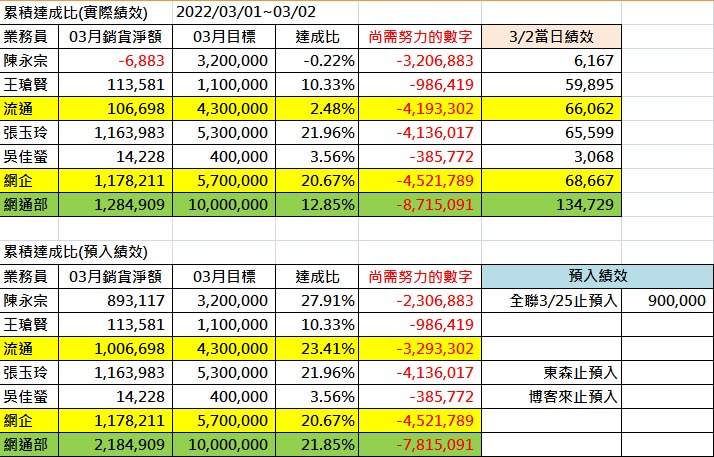 累積達成比(實際績效) 2022/03/01~03/02
業務員 03月銷貨淨額 03月目標 達成比 尚需努力的數字 3/2當日績效
陳永宗 -6,883 3,200,000 -0.22% -3,206,883 6,167
王瑲賢 113,581 1,100,000 10.33% -986,419 59,895
流通 106,698 4,300,000 2.48% -4,193,302 66,062
張玉玲 1,163,983 5,300,000 21.96% -4,136,017 65,599
吳佳螢 14,228 400,000 3.56% -385,772 3,068
網企 1,178,211 5,700,000 20.67% -4,521,789 68,667
網通部 1,284,909 10,000,000 12.85% -8,715,091 134,729
累積達成比(預入績效)
業務員 03月銷貨淨額 03月目標 達成比 尚需努力的數字 預入績效
陳永宗 893,117 3,200,000 27.91% -2,306,883 全聯3/25止預入 900,000
王瑲賢 113,581 1,100,000 10.33% -986,419
流通 1,006,698 4,300,000 23.41% -3,293,302
張玉玲 1,163,983 5,300,000 21.96% -4,136,017 東森止預入
吳佳螢 14,228 400,000 3.56% -385,772 博客來止預入
網企 1,178,211 5,700,000 20.67% -4,521,789
網通部 2,184,909 10,000,000 21.85% -7,815,091